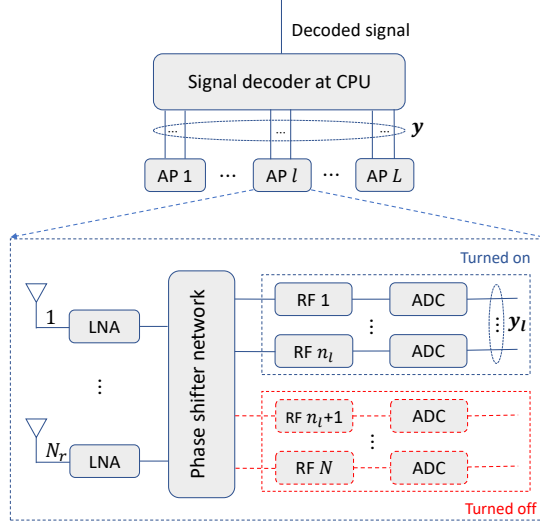 Decoded signal
Signal decoder at CPU
... ... ...
y
AP 1 ... AP l ... AP L
Turned on
1 LNA
Phase shifter network
RF 1 ADC
⋮ ⋮ y_l
RF n_l ADC
...
N_r LNA
RF n_l+1 ADC
⋮
RF N ADC
Turned off